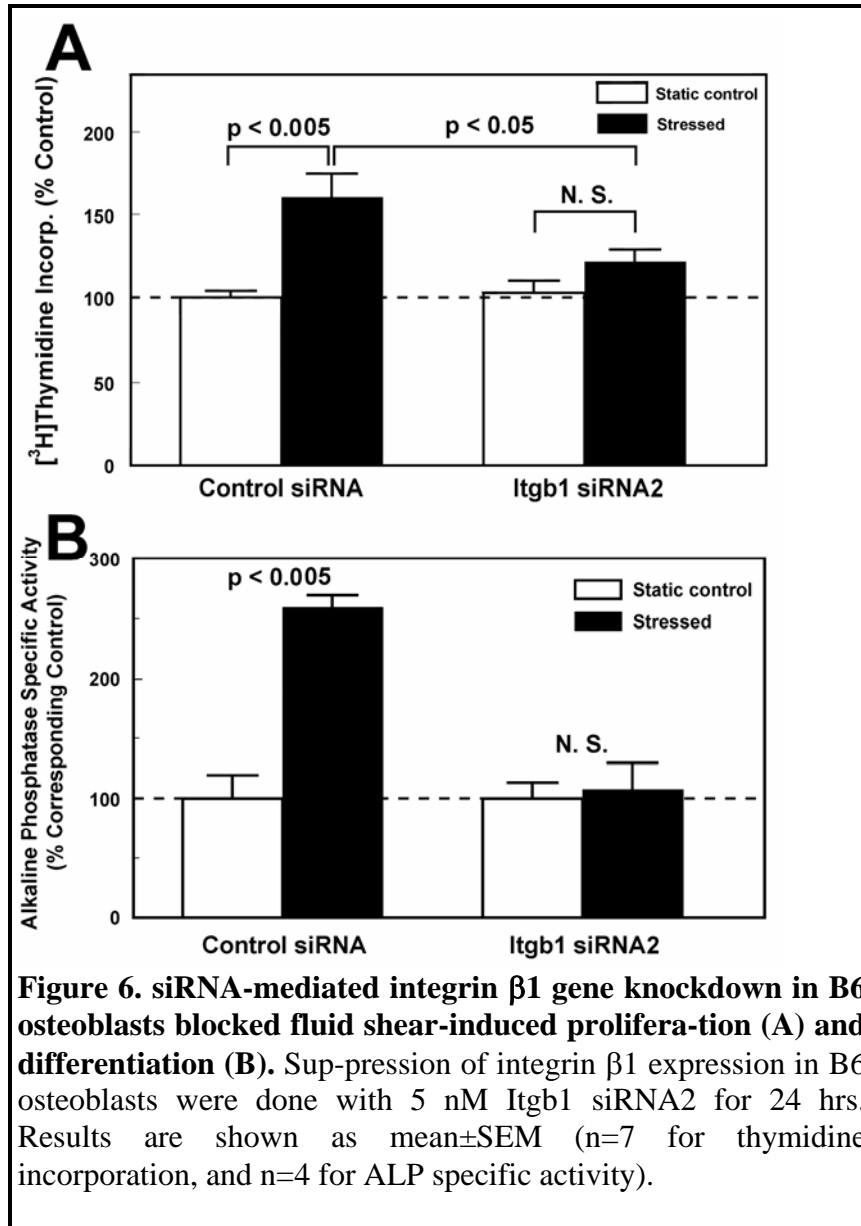 A
[³H]Thymidine Incorp. (% Control)
200
150
100
50
0
Static control
Stressed
p < 0.005
p < 0.05
N. S.
Control siRNA
Itgb1 siRNA2
B
Alkaline Phosphatase Specific Activity
(% Corresponding Control)
300
200
100
0
Static control
Stressed
p < 0.005
N. S.
Control siRNA
Itgb1 siRNA2
Figure 6. siRNA-mediated integrin β1 gene knockdown in B6
osteoblasts blocked fluid shear-induced prolifera-tion (A) and
differentiation (B). Sup-pression of integrin β1 expression in B6
osteoblasts were done with 5 nM Itgb1 siRNA2 for 24 hrs.
Results are shown as mean±SEM (n=7 for thymidine
incorporation, and n=4 for ALP specific activity).